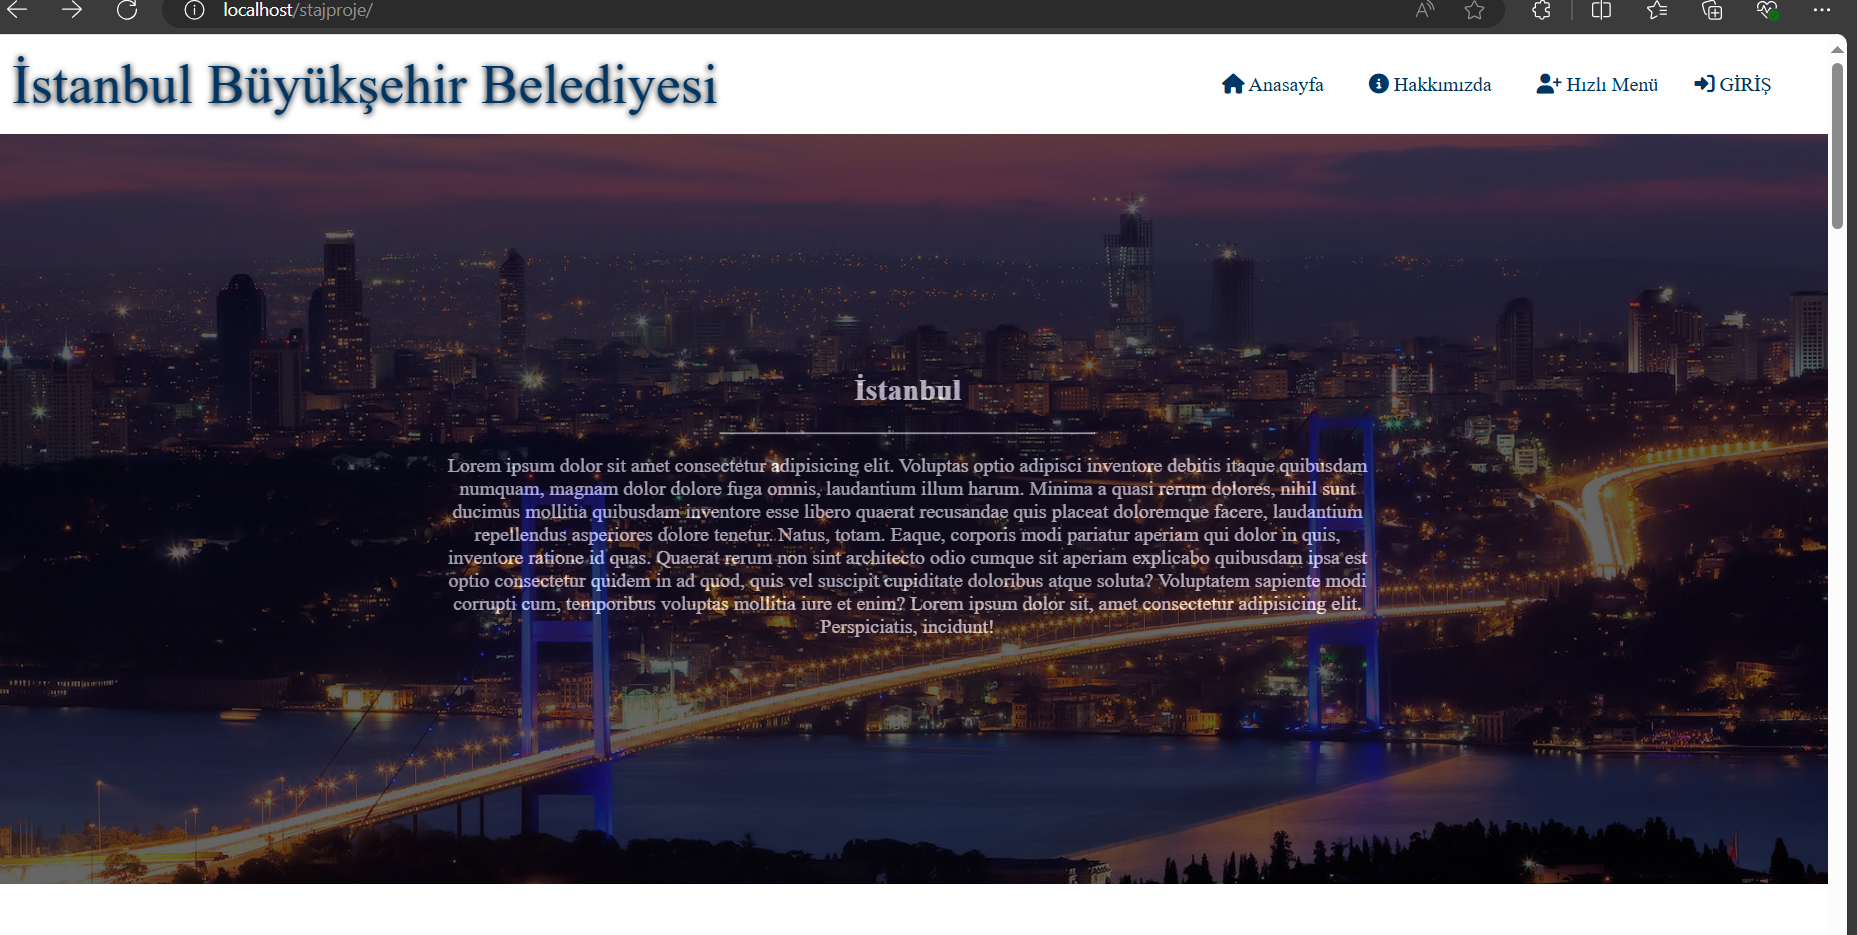 localhost/stajproje/
İstanbul Büyükşehir Belediyesi
Anasayfa
Hakkımızda
Hızlı Menü
GİRİŞ
İstanbul
Lorem ipsum dolor sit amet consectetur adipisicing elit. Voluptas optio adipisci inventore debitis itaque quibusdam
numquam, magnam dolor dolore fuga omnis, laudantium illum harum. Minima a quasi rerum dolores, nihil sunt
ducimus mollitia quibusdam inventore esse libero quaerat recusandae quis placeat doloremque facere, laudantium
repellendus asperiores dolore tenetur. Natus, totam. Eaque, corporis modi pariatur aperiam qui dolor in quis,
inventore ratione id quas. Quaerat rerum non sint architecto odio cumque sit aperiam explicabo quibusdam ipsa est
optio consectetur quidem in ad quod, quis vel suscipit cupiditate doloribus atque soluta? Voluptatem sapiente modi
corrupti cum, temporibus voluptas mollitia iure et enim? Lorem ipsum dolor sit, amet consectetur adipisicing elit.
Perspiciatis, incidunt!